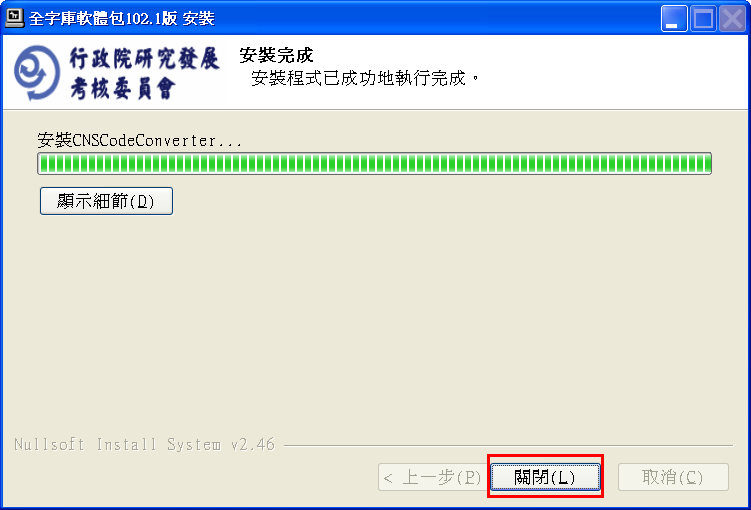 全字庫軟體包102.1版 安裝
行政院研究發展
考核委員會
安裝完成
安裝程式已成功地執行完成。
安裝CNSCodeConverter...
顯示細節(D)
Nullsoft Install System v2.46
< 上一步(P)
關閉(L)
取消(C)